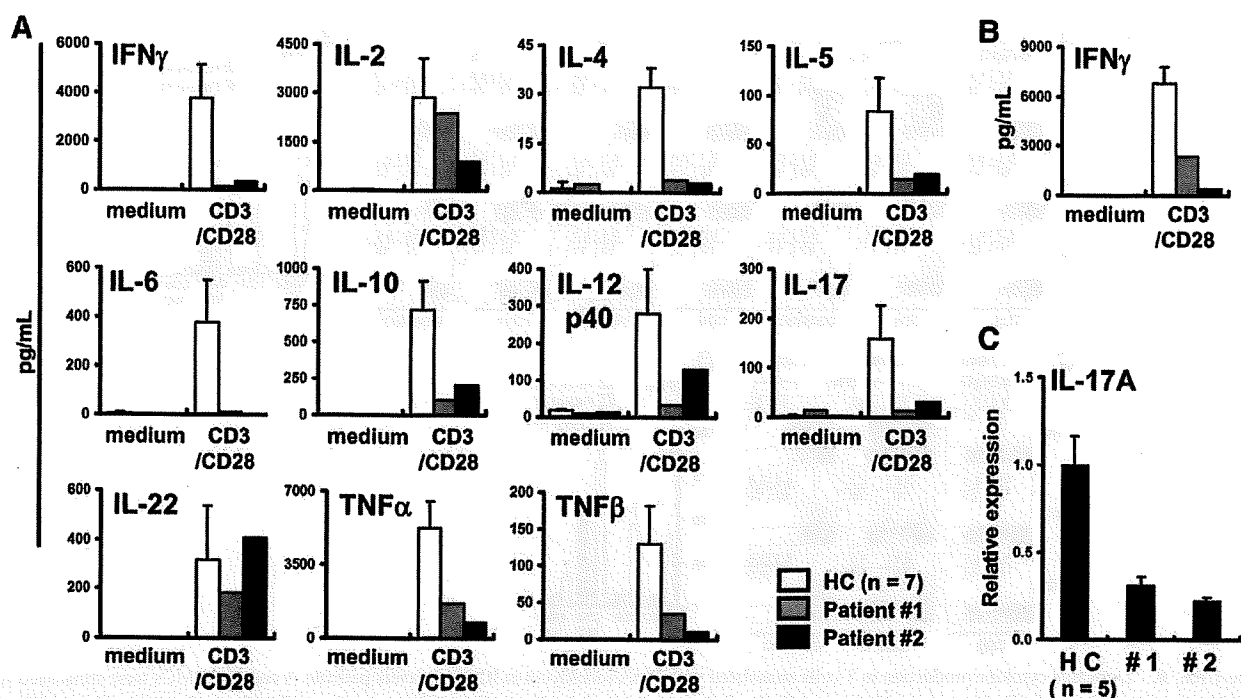 A
pg/mL
IFNγ
6000
4000
2000
0
medium CD3
/CD28
IL-2
4500
3000
1500
0
medium CD3
/CD28
IL-4
45
30
15
0
medium CD3
/CD28
IL-5
150
100
50
0
medium CD3
/CD28
IL-6
600
400
200
0
medium CD3
/CD28
IL-10
1000
750
500
250
0
medium CD3
/CD28
IL-12
p40
400
300
200
100
0
medium CD3
/CD28
IL-17
300
200
100
0
medium CD3
/CD28
IL-22
600
400
200
0
medium CD3
/CD28
TNFα
7000
3500
0
medium CD3
/CD28
TNFβ
200
150
100
50
0
medium CD3
/CD28
HC (n = 7)
Patient #1
Patient #2
B
pg/mL
IFNγ
9000
6000
3000
0
medium CD3
/CD28
C
IL-17A
Relative expression
1.5
1.0
0.5
0.0
HC #1 #2
(n = 5)